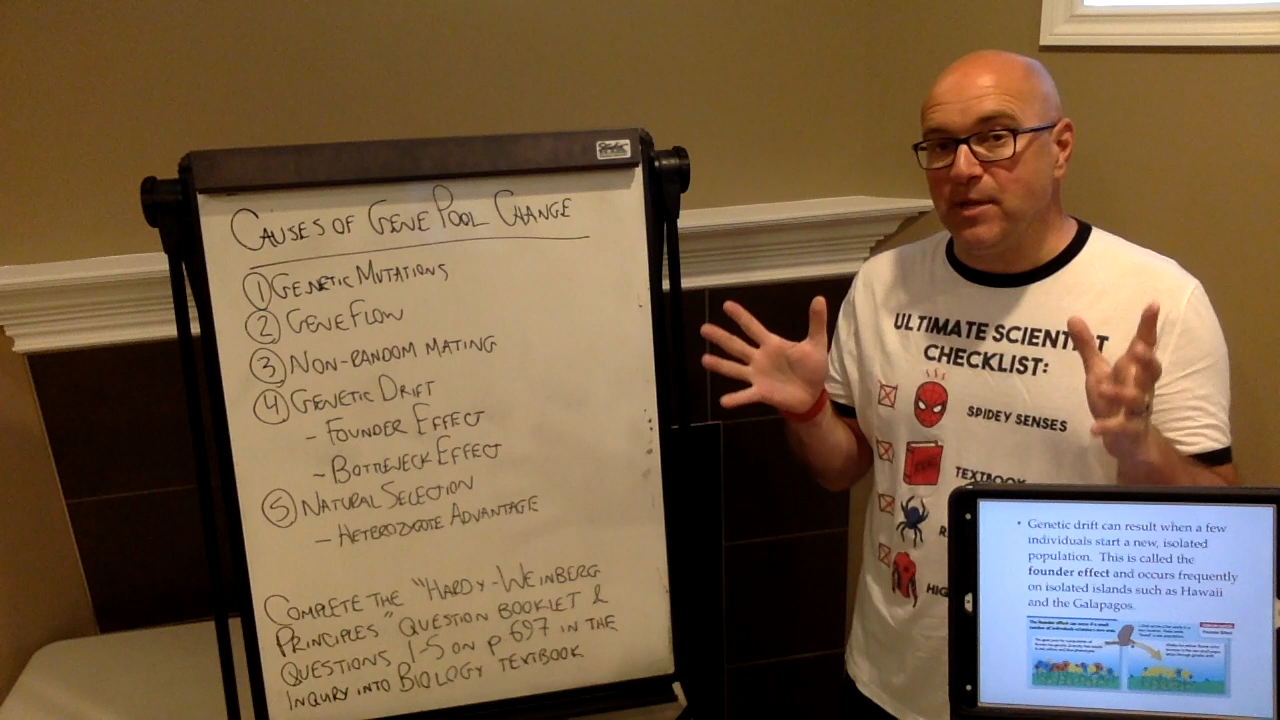 CAUSES OF GENE POOL CHANGE
① GENETIC MUTATIONS
② GENE FLOW
③ NON-RANDOM MATING
④ GENETIC DRIFT
- FOUNDER EFFECT
- BOTTLENECK EFFECT
⑤ NATURAL SELECTION
- HETEROZYGOTE ADVANTAGE
COMPLETE THE "HARDY-WEINBERG
PRINCIPLES" QUESTION BOOKLET &
QUESTIONS 1-5 ON P 697 IN THE
INQUIRY INTO BIOLOGY TEXTBOOK
ULTIMATE SCIENTIST
CHECKLIST:
SPIDEY SENSES
TEXTBOOK
R
HIG
• Genetic drift can result when a few
individuals start a new, isolated
population. This is called the
founder effect and occurs frequently
on isolated islands such as Hawaii
and the Galapagos.